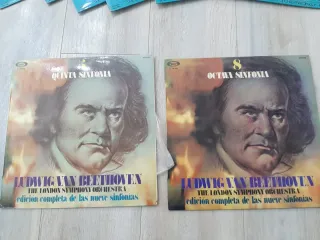 QUINTA SINFONIA
LUDWIG VAN BEETHOVEN
THE LONDON SYMPHONY ORCHESTRA
edición completa de las nueve sinfonías
8
OCTAVA SINFONIA
LUDWIG VAN BEETHOVEN
THE LONDON SYMPHONY ORCHESTRA
edición completa de las nueve sinfonías